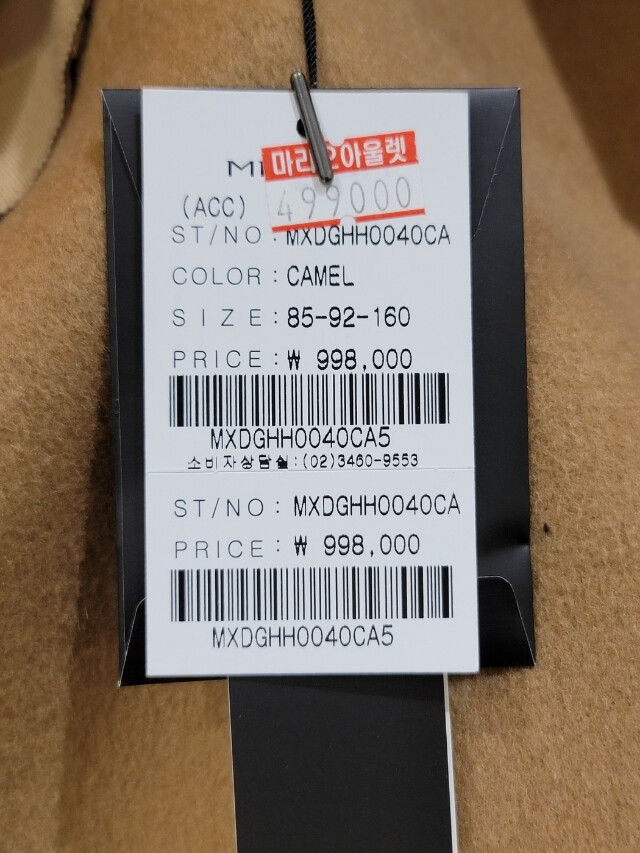 마리오아울렛
499000
(ACC)
ST/NO : MXDGHH0040CA
COLOR : CAMEL
SIZE : 85-92-160
PRICE : ₩ 998,000
MXDGHH0040CA5
소비자상담실:(02)3460-9553
ST/NO : MXDGHH0040CA
PRICE : ₩ 998,000
MXDGHH0040CA5